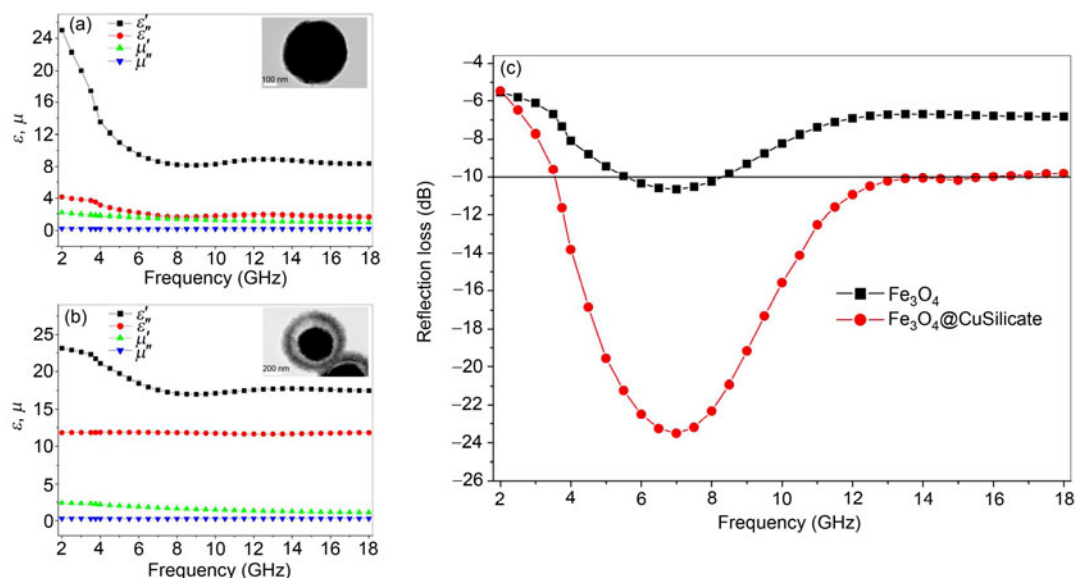 (a)
ε′
ε″
μ′
μ″
100 nm
24
20
16
12
8
4
0
ε, μ
2 4 6 8 10 12 14 16 18
Frequency (GHz)
(b)
ε′
ε″
μ′
μ″
200 nm
25
20
15
10
5
0
ε, μ
2 4 6 8 10 12 14 16 18
Frequency (GHz)
(c)
−4
−6
−8
−10
−10
−14
−16
−18
−22
−22
−24
−26
Reflection loss (dB)
Fe₃O₄
Fe₃O₄@CuSilicate
2 4 6 8 10 12 14 16 18
Frequency (GHz)